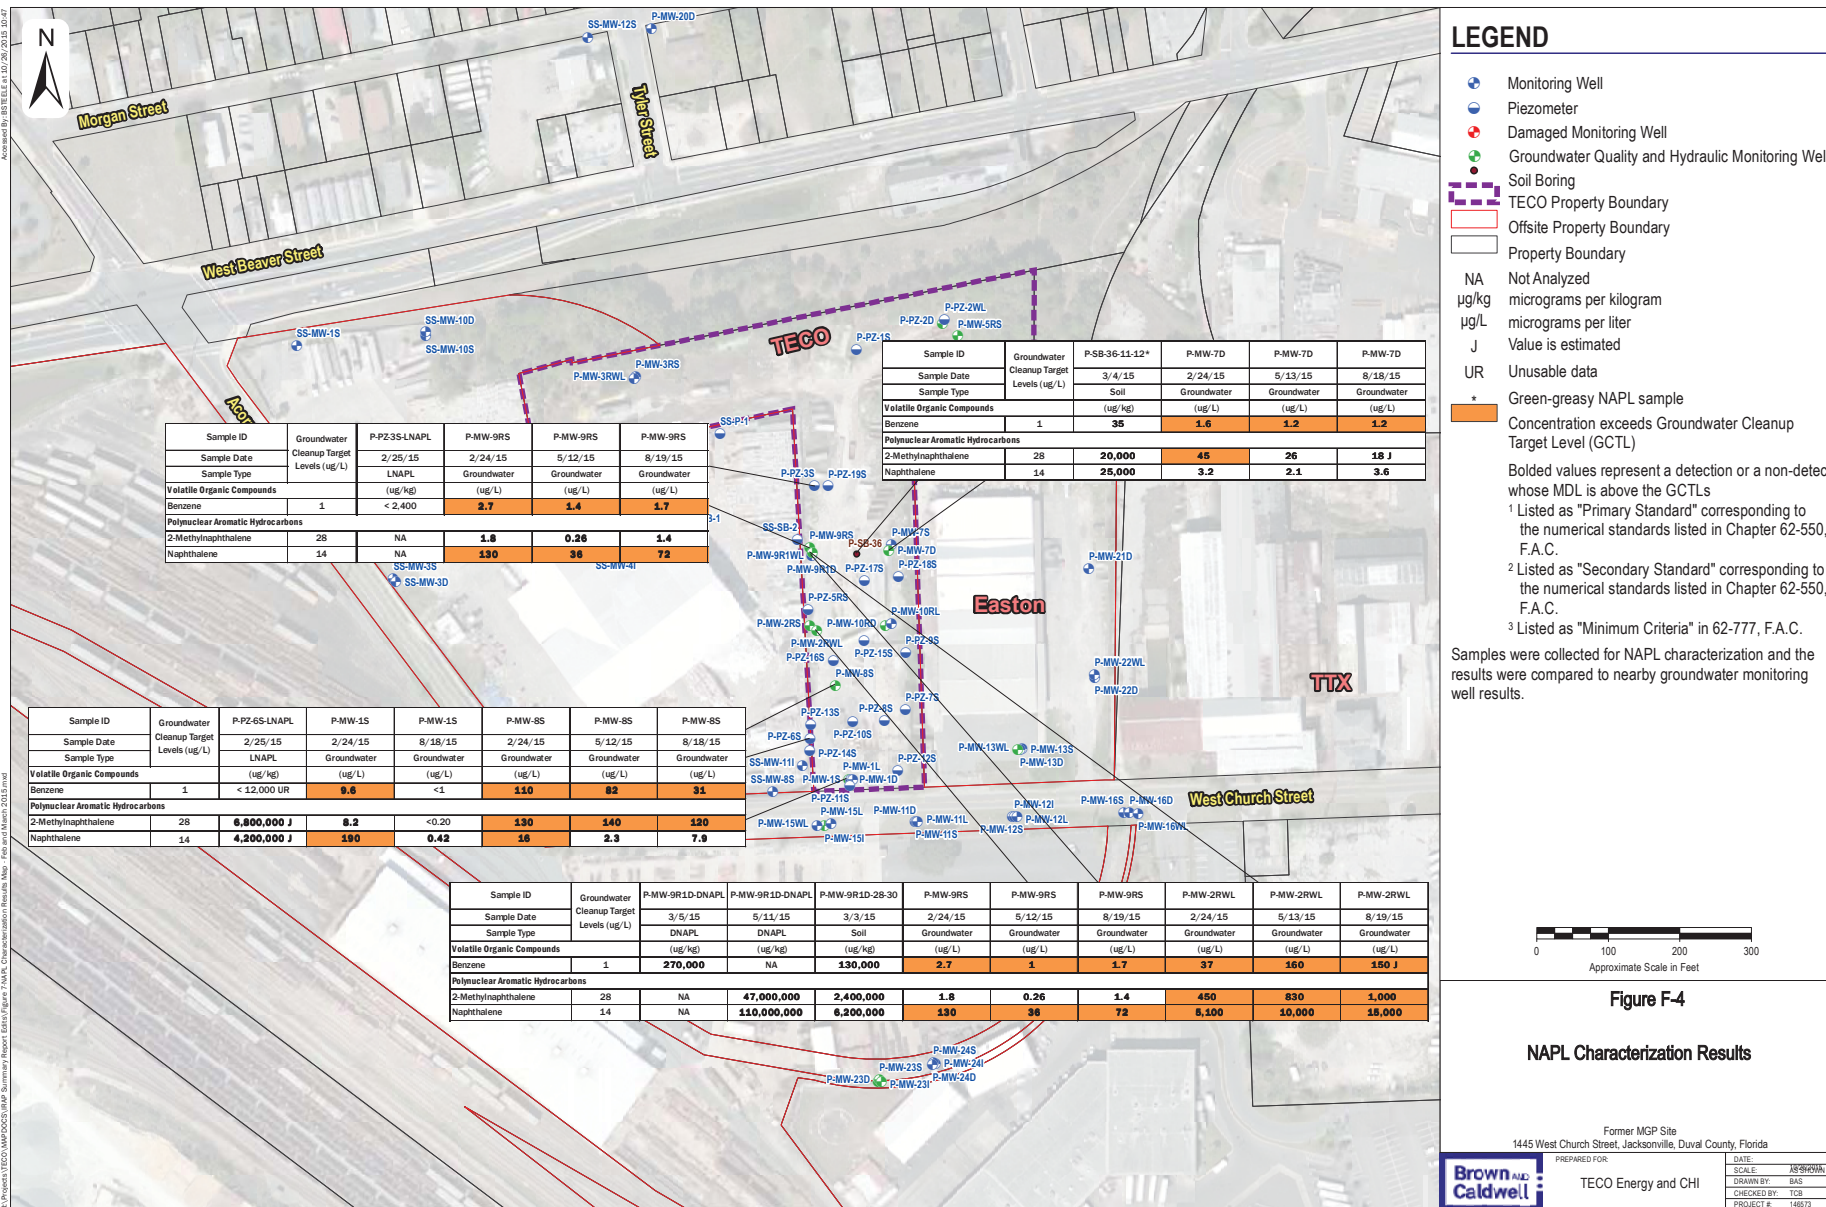 N
Morgan Street
Tyler Street
West Beaver Street
SS-MW-12S
P-MW-20D
SS-MW-1S
SS-MW-10D
SS-MW-10S
TECO
P-PZ-2WL
P-PZ-2D
P-MW-5RS
P-PZ-1S
P-MW-3RS
P-MW-3RWL
SS-P-1
Sample ID Groundwater Cleanup Target Levels (ug/L) P-SB-36-11-12* P-MW-7D P-MW-7D P-MW-7D
Sample Date 3/4/15 2/24/15 5/13/15 8/18/15
Sample Type Soil Groundwater Groundwater Groundwater
Volatile Organic Compounds (ug/kg) (ug/L) (ug/L) (ug/L)
Benzene 1 35 1.6 1.2 1.2
Polynuclear Aromatic Hydrocarbons
2-Methylnaphthalene 28 20,000 45 26 18 J
Naphthalene 14 25,000 3.2 2.1 3.6
Sample ID Groundwater Cleanup Target Levels (ug/L) P-PZ-3S-LNAPL P-MW-9RS P-MW-9RS P-MW-9RS
Sample Date 2/25/15 2/24/15 5/12/15 8/19/15
Sample Type LNAPL Groundwater Groundwater Groundwater
Volatile Organic Compounds (ug/kg) (ug/L) (ug/L) (ug/L)
Benzene 1 < 2,400 2.7 1.4 1.7
Polynuclear Aromatic Hydrocarbons
2-Methylnaphthalene 28 NA 1.8 0.26 1.4
Naphthalene 14 NA 130 36 72
SS-MW-3S
SS-MW-3D
SS-MW-4I
P-PZ-3S
P-PZ-19S
SS-SB-2
P-MW-9RS
P-MW-9R1WL
P-MW-9R1D
P-SB-36
P-MW-7S
P-MW-7D
P-PZ-17S
P-PZ-18S
P-MW-21D
P-PZ-5RS
P-MW-2RS
P-MW-10RD
P-MW-10RL
P-MW-2RWL
P-PZ-9S
P-PZ-16S
P-PZ-15S
Easton
P-MW-8S
P-MW-22WL
P-MW-22D
TTX
P-PZ-7S
P-PZ-13S
P-PZ-8S
P-PZ-6S
P-PZ-10S
P-PZ-14S
SS-MW-11I
P-MW-1L
P-PZ-12S
SS-MW-8S
P-MW-1S
P-MW-1D
P-MW-13WL
P-MW-13S
P-MW-13D
P-PZ-11S
West Church Street
P-MW-15L
P-MW-15WL
P-MW-15I
P-MW-11D
P-MW-11L
P-MW-11S
P-MW-12I
P-MW-12L
P-MW-12S
P-MW-16S
P-MW-16D
P-MW-16WL
Sample ID Groundwater Cleanup Target Levels (ug/L) P-PZ-6S-LNAPL P-MW-1S P-MW-1S P-MW-8S P-MW-8S P-MW-8S
Sample Date 2/25/15 2/24/15 8/18/15 2/24/15 5/12/15 8/18/15
Sample Type LNAPL Groundwater Groundwater Groundwater Groundwater Groundwater
Volatile Organic Compounds (ug/kg) (ug/L) (ug/L) (ug/L) (ug/L) (ug/L)
Benzene 1 < 12,000 UR 9.6 <1 110 82 31
Polynuclear Aromatic Hydrocarbons
2-Methylnaphthalene 28 6,800,000 J 8.2 <0.20 130 140 120
Naphthalene 14 4,200,000 J 190 0.42 16 2.3 7.9
Sample ID Groundwater Cleanup Target Levels (ug/L) P-MW-9R1D-DNAPL P-MW-9R1D-DNAPL P-MW-9R1D-28-30 P-MW-9RS P-MW-9RS P-MW-9RS P-MW-2RWL P-MW-2RWL P-MW-2RWL
Sample Date 3/5/15 5/11/15 3/3/15 2/24/15 5/12/15 8/19/15 2/24/15 5/13/15 8/19/15
Sample Type DNAPL DNAPL Soil Groundwater Groundwater Groundwater Groundwater Groundwater Groundwater
Volatile Organic Compounds (ug/kg) (ug/kg) (ug/kg) (ug/L) (ug/L) (ug/L) (ug/L) (ug/L) (ug/L)
Benzene 1 270,000 NA 130,000 2.7 1 1.7 37 160 150 J
Polynuclear Aromatic Hydrocarbons
2-Methylnaphthalene 28 NA 47,000,000 2,400,000 1.8 0.26 1.4 450 830 1,000
Naphthalene 14 NA 110,000,000 6,200,000 130 36 72 5,100 10,000 15,000
P-MW-24S
P-MW-23S
P-MW-24I
P-MW-23D
P-MW-23I
P-MW-24D
LEGEND
Monitoring Well
Piezometer
Damaged Monitoring Well
Groundwater Quality and Hydraulic Monitoring Wel
Soil Boring
TECO Property Boundary
Offsite Property Boundary
Property Boundary
NA Not Analyzed
µg/kg micrograms per kilogram
µg/L micrograms per liter
J Value is estimated
UR Unusable data
* Green-greasy NAPL sample
Concentration exceeds Groundwater Cleanup
Target Level (GCTL)
Bolded values represent a detection or a non-detec
whose MDL is above the GCTLs
1 Listed as "Primary Standard" corresponding to
the numerical standards listed in Chapter 62-550,
F.A.C.
2 Listed as "Secondary Standard" corresponding to
the numerical standards listed in Chapter 62-550,
F.A.C.
3 Listed as "Minimum Criteria" in 62-777, F.A.C.
Samples were collected for NAPL characterization and the
results were compared to nearby groundwater monitoring
well results.
0 100 200 300
Approximate Scale in Feet
Figure F-4
NAPL Characterization Results
Former MGP Site
1445 West Church Street, Jacksonville, Duval County, Florida
Brown AND
Caldwell
PREPARED FOR:
TECO Energy and CHI
DATE:
SCALE: AS SHOWN
DRAWN BY: BAS
CHECKED BY: TCB
PROJECT #: 146573